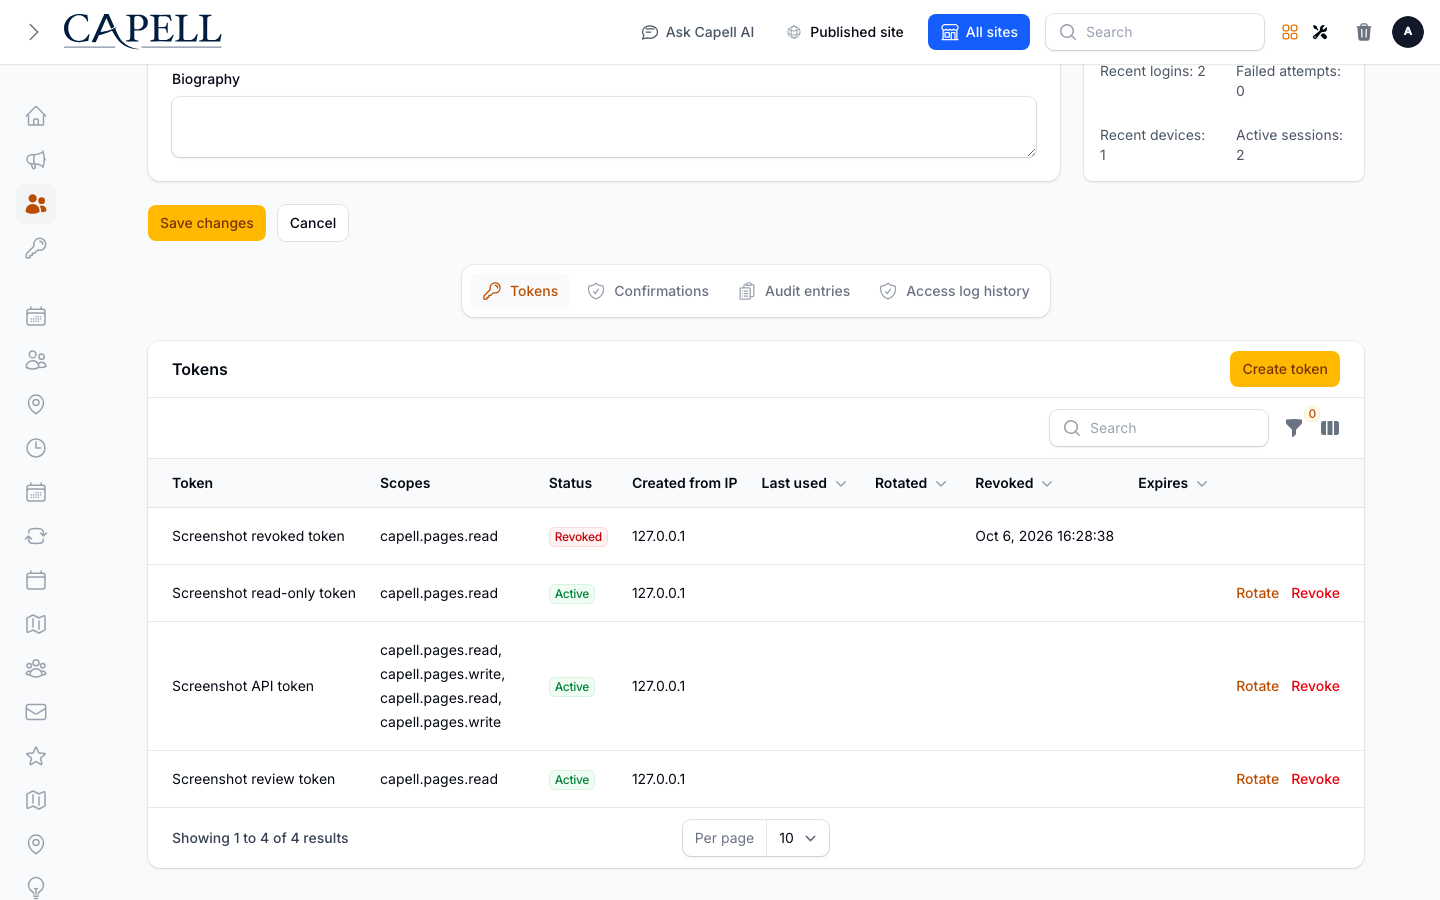 CAPELL
Ask Capell AI
Published site
All sites
Search
A
Biography
Recent logins: 2
Failed attempts: 0
Recent devices: 1
Active sessions: 2
Save changes
Cancel
Tokens
Confirmations
Audit entries
Access log history
Tokens
Create token
Search
0
Token Scopes Status Created from IP Last used Rotated Revoked Expires
Screenshot revoked token capell.pages.read Revoked 127.0.0.1 Oct 6, 2026 16:28:38
Screenshot read-only token capell.pages.read Active 127.0.0.1 Rotate Revoke
capell.pages.read,
capell.pages.write,
Screenshot API token Active 127.0.0.1 Rotate Revoke
capell.pages.read,
capell.pages.write
Screenshot review token capell.pages.read Active 127.0.0.1 Rotate Revoke
Showing 1 to 4 of 4 results
Per page 10